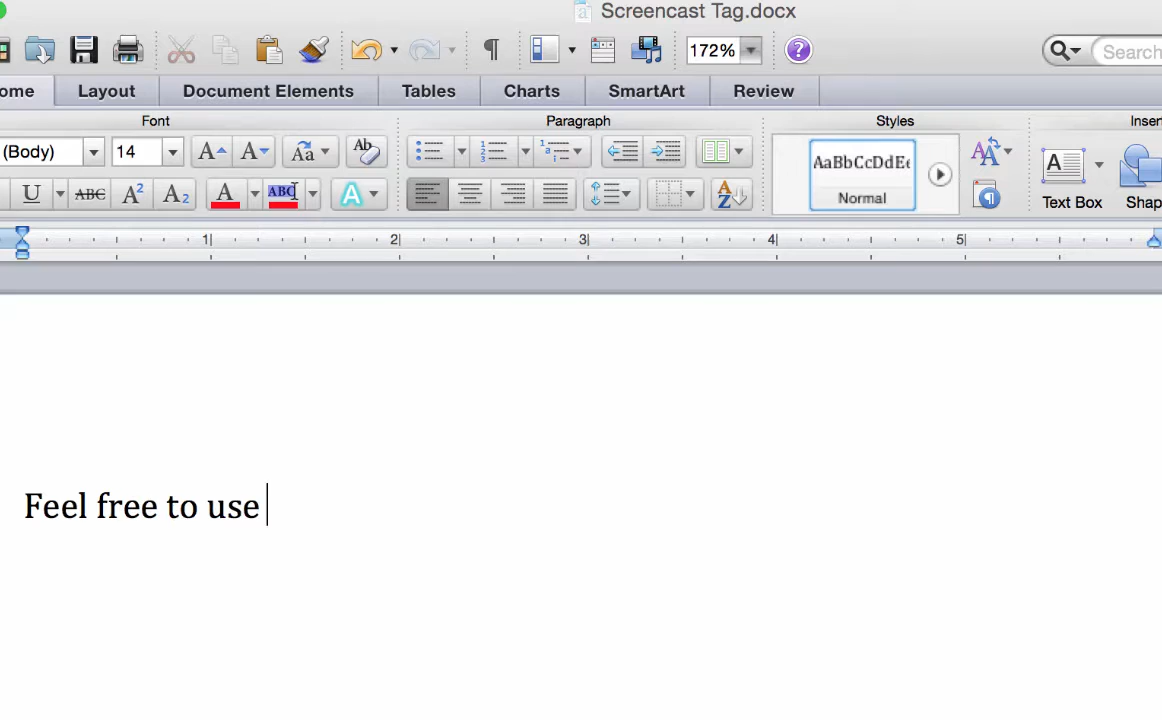 Screencast Tag.docx
172%
Search
ome
Layout
Document Elements
Tables
Charts
SmartArt
Review
Font
Paragraph
Styles
Inser
(Body)
14
AaBbCcDdEe
Normal
Text Box
Shap
1
2
3
4
5
Feel free to use